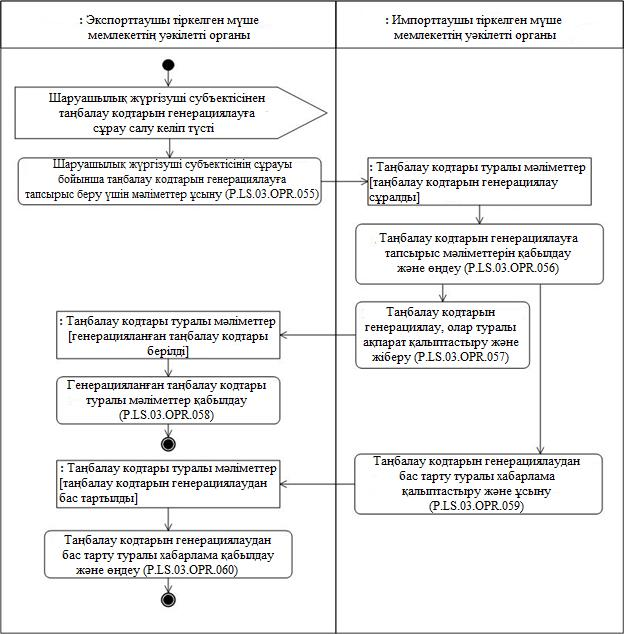 : Экспорттаушы тіркелген мүше
мемлекеттің уәкілетті органы
: Импорттаушы тіркелген мүше
мемлекеттің уәкілетті органы
Шаруашылық жүргізуші субъектісінен
таңбалау кодтарын генерациялауға
сұрау салу келіп түсті
Шаруашылық жүргізуші субъектісінің сұрауы
бойынша таңбалау кодтарын генерациялауға
тапсырыс беру үшін мәліметтер ұсыну (P.LS.03.OPR.055)
: Таңбалау кодтары туралы мәліметтер
[таңбалау кодтарын генерациялау
сұралды]
Таңбалау кодтарын генерациялауға
тапсырыс мәліметтерін қабылдау
және өңдеу (P.LS.03.OPR.056)
: Таңбалау кодтары туралы мәліметтер
[генерацияланған таңбалау кодтары
берілді]
Таңбалау кодтарын
генерациялау, олар туралы
ақпарат қалыптастыру және
жіберу (P.LS.03.OPR.057)
Генерацияланған таңбалау кодтары
туралы мәліметтер қабылдау
(P.LS.03.OPR.058)
: Таңбалау кодтары туралы мәліметтер
[таңбалау кодтарын генерациялаудан
бас тартылды]
Таңбалау кодтарын генерациялаудан
бас тарту туралы хабарлама
қалыптастыру және ұсыну
(P.LS.03.OPR.059)
Таңбалау кодтарын генерациялаудан
бас тарту туралы хабарлама қабылдау
және өңдеу (P.LS.03.OPR.060)